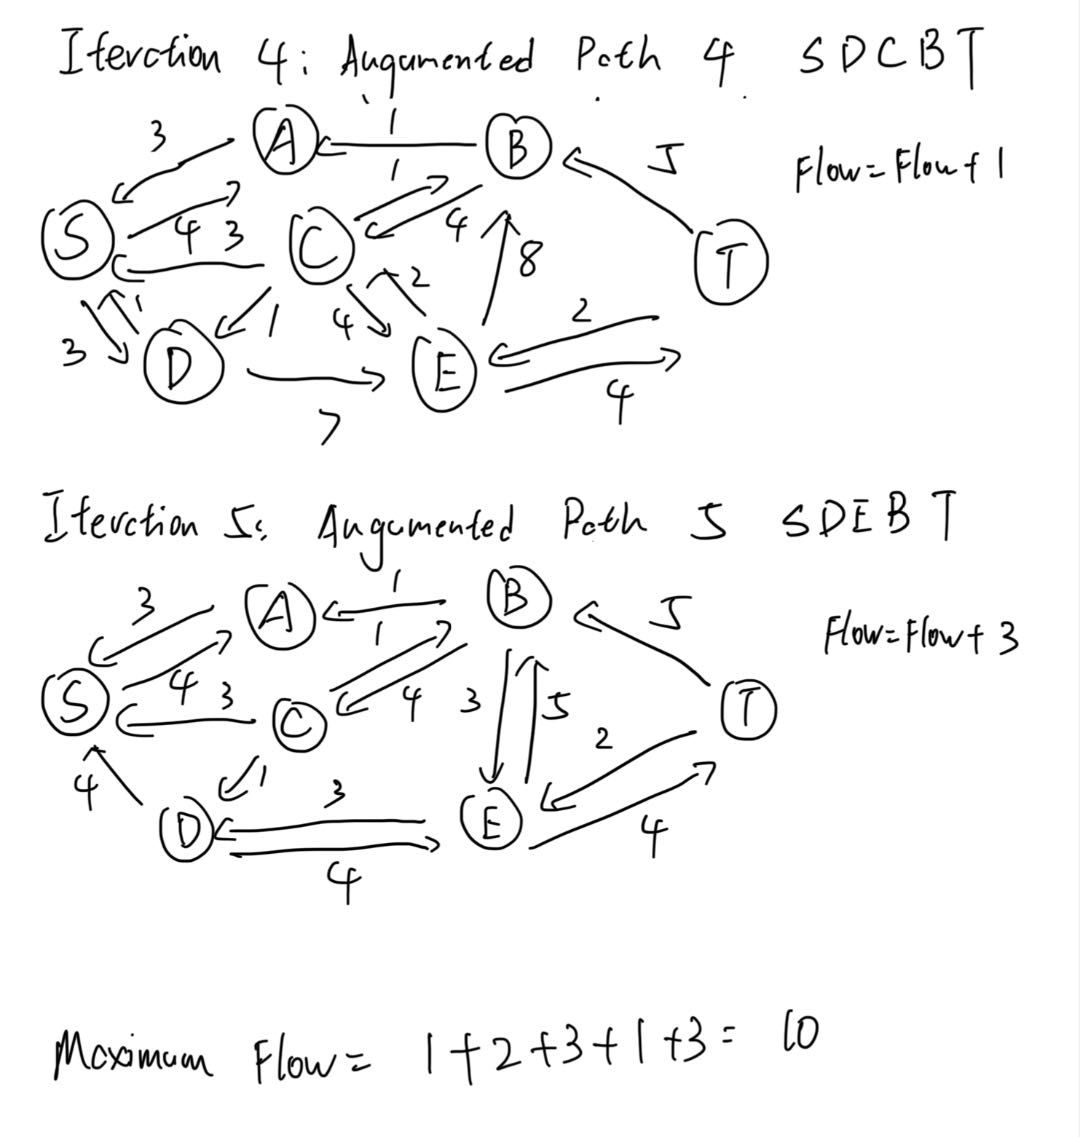 Iterction 4: Augumented Path 4 SDCBT
3 A 1 B 5 Flow=Flow+1
S 4 3 C 1 4 8 T
3 1 D 1 4 2 E 2
7 4
Iterction 5: Augumented Path 5 SDEBT
3 A 1 B 5 Flow=Flow+3
S 4 3 C 1 4 3 5 T
4 D 1 3 E 2
4 4
Maximum Flow= 1+2+3+1+3= 10